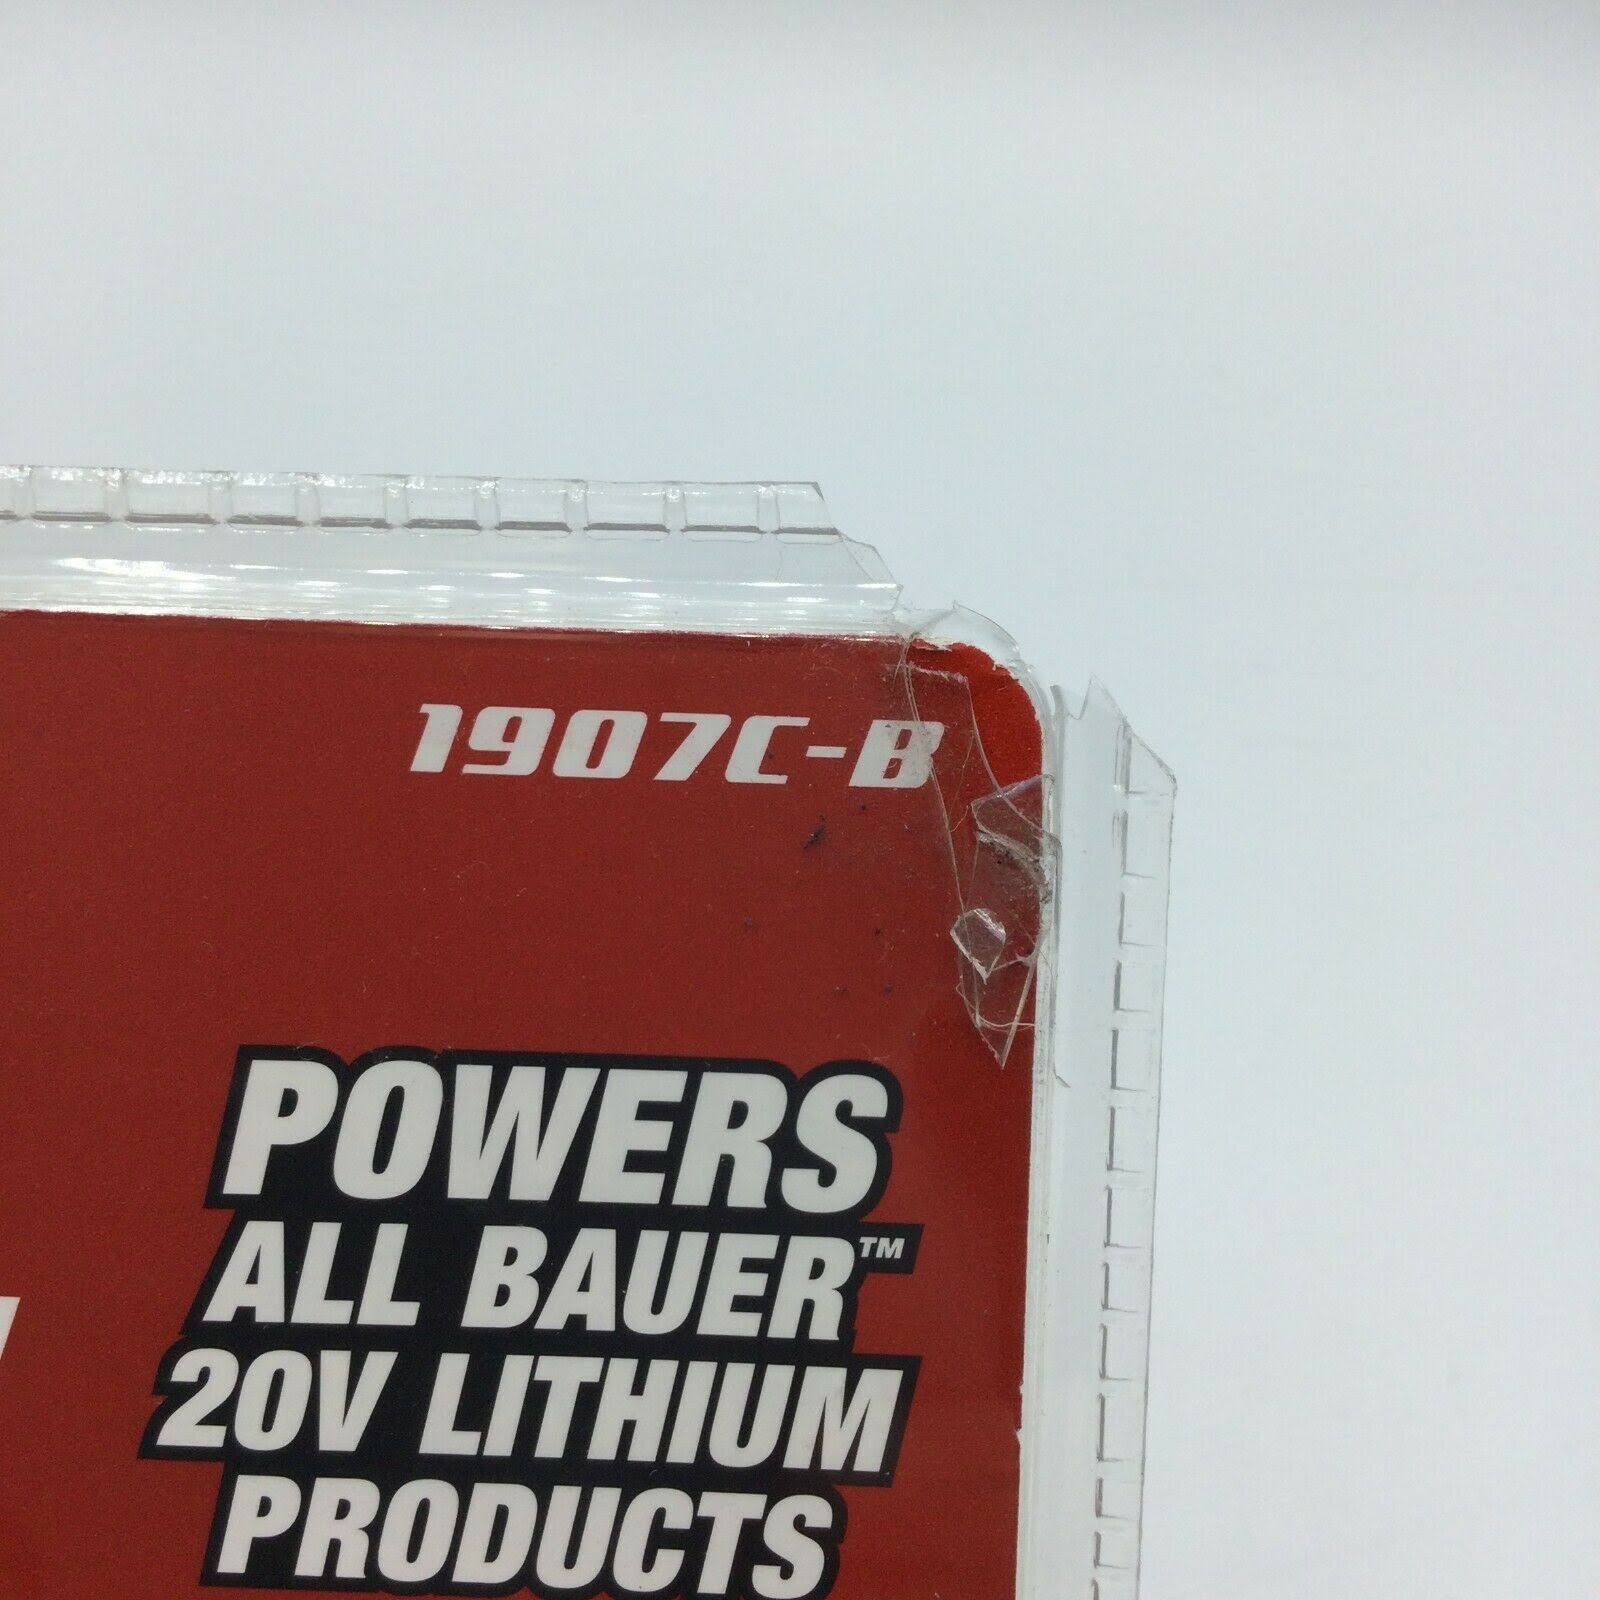 1907C-B
POWERS
ALL BAUER™
20V LITHIUM
PRODUCTS